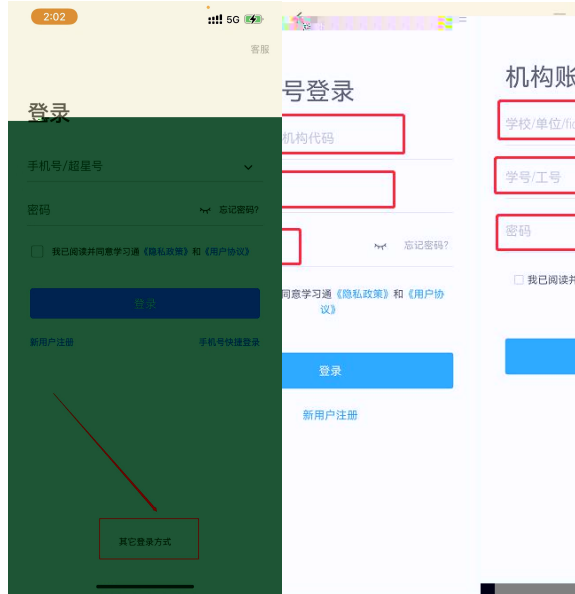 2:02
5G
客服
登录
手机号/超星号
密码
忘记密码?
我已阅读并同意学习通《隐私政策》和《用户协议》
登录
新用户注册
手机号快捷登录
其它登录方式
号登录
机构代码
忘记密码?
同意学习通《隐私政策》和《用户协
议》
登录
新用户注册
机构账
学校/单位/fid
学号/工号
密码
我已阅读并